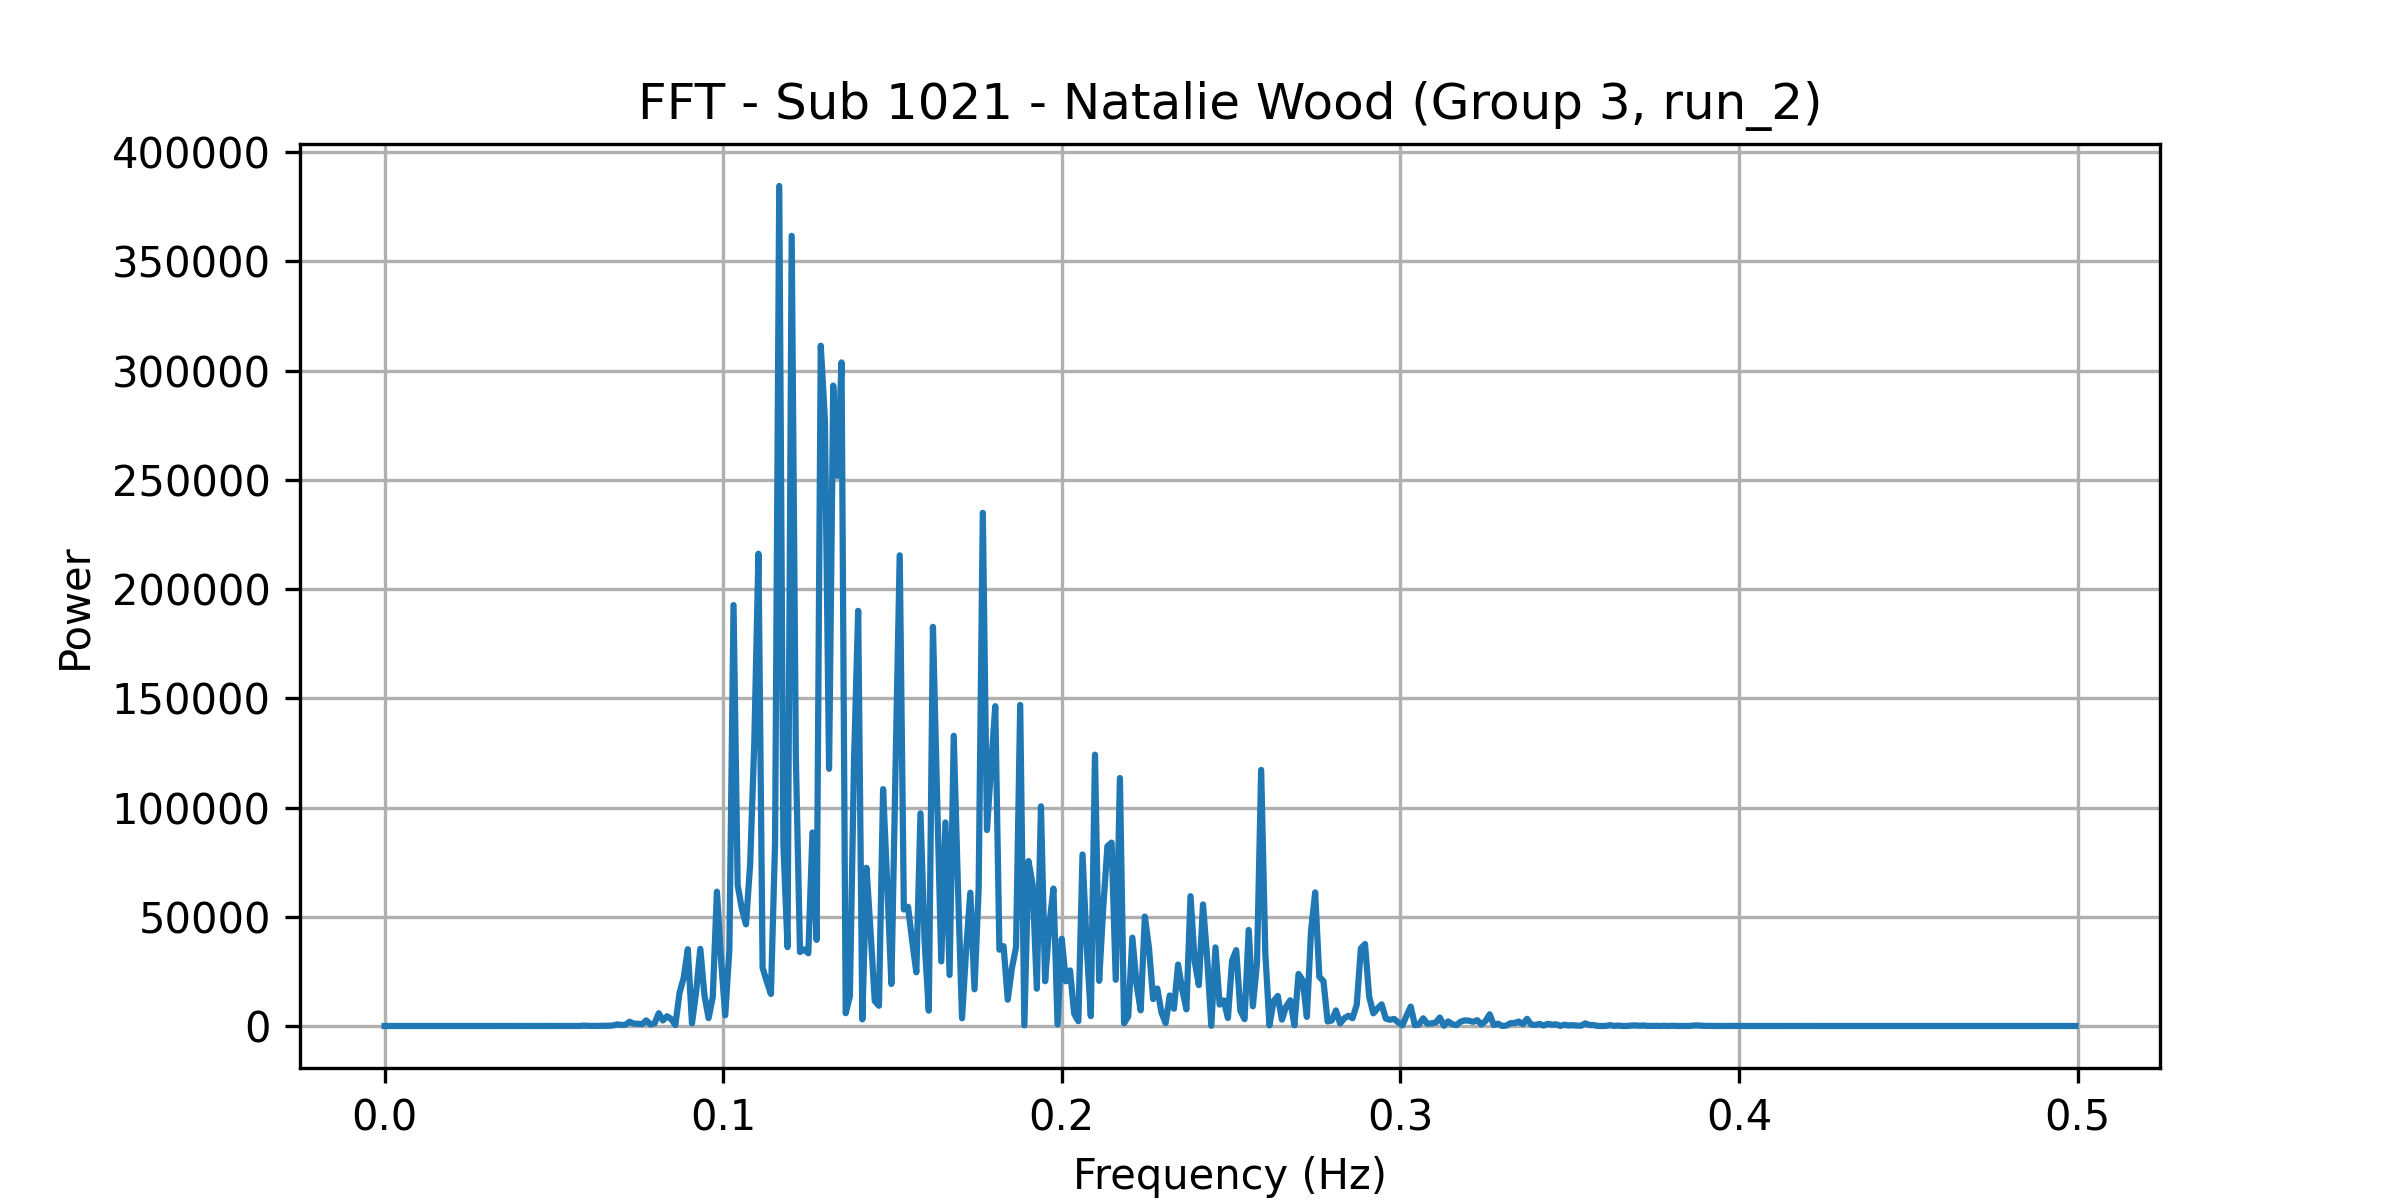 FFT - Sub 1021 - Natalie Wood (Group 3, run_2)
400000
350000
300000
250000
200000
150000
100000
50000
0
Power
0.0 0.1 0.2 0.3 0.4 0.5
Frequency (Hz)